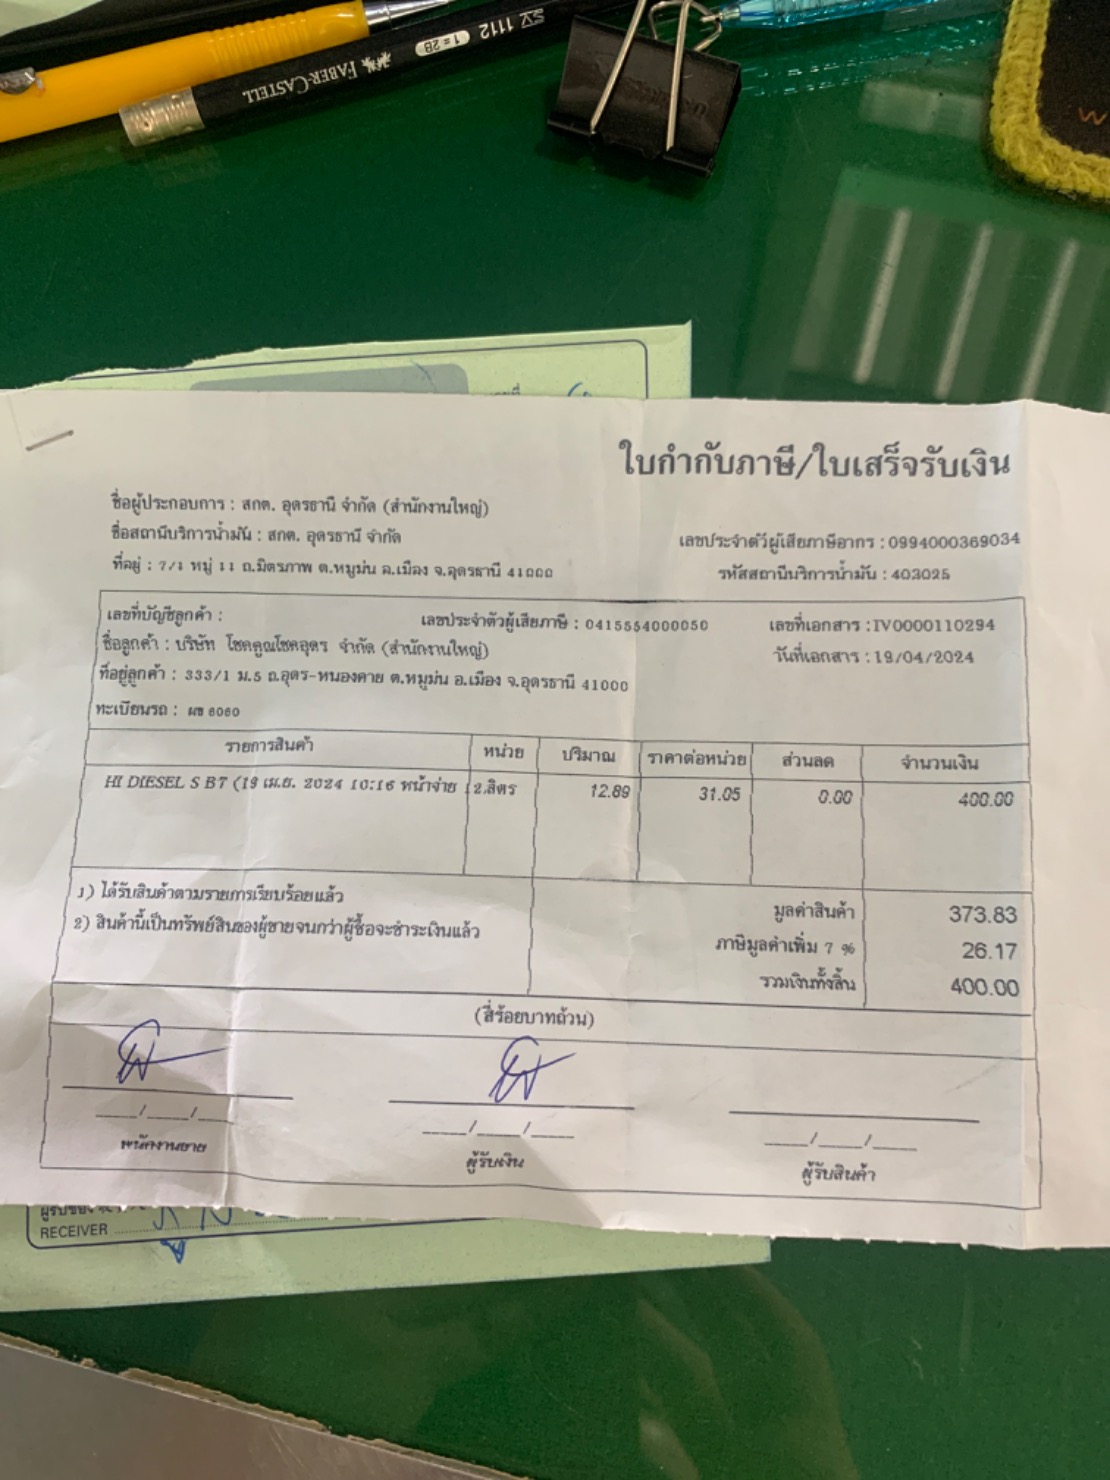 SV 1112
1 = 2B
FABER-CASTELL
W
ใบกำกับภาษี/ใบเสร็จรับเงิน
ชื่อผู้ประกอบการ : สกต. อุดรธานี จำกัด (สำนักงานใหญ่)
ชื่อสถานีบริการน้ำมัน : สกต. อุดรธานี จำกัด
เลขประจำตัวผู้เสียภาษีอากร : 0994000369034
ที่อยู่ : 7/1 หมู่ 11 ถ.มิตรภาพ ต.หมูม่น อ.เมือง จ.อุดรธานี 41000
รหัสสถานีบริการน้ำมัน : 403025
เลขที่บัญชีลูกค้า :
เลขประจำตัวผู้เสียภาษี : 0415554000050
เลขที่เอกสาร : IV0000110294
ชื่อลูกค้า : บริษัท โชคคูณโชคอุดร จำกัด (สำนักงานใหญ่)
วันที่เอกสาร : 19/04/2024
ที่อยู่ลูกค้า : 333/1 ม.5 ถ.อุดร-หนองคาย ต.หมูม่น อ.เมือง จ.อุดรธานี 41000
ทะเบียนรถ : ผข 6060
รายการสินค้า หน่วย ปริมาณ ราคาต่อหน่วย ส่วนลด จำนวนเงิน
HI DIESEL S B7 (19 เม.ย. 2024 10:16 หน้าจ่าย 2.ลิตร 12.89 31.05 0.00 400.00
1) ได้รับสินค้าตามรายการเรียบร้อยแล้ว
2) สินค้านี้เป็นทรัพย์สินของผู้ขายจนกว่าผู้ซื้อจะชำระเงินแล้ว
มูลค่าสินค้า 373.83
ภาษีมูลค่าเพิ่ม 7 % 26.17
รวมเงินทั้งสิ้น 400.00
(สี่ร้อยบาทถ้วน)
___/___/___ ___/___/___ ___/___/___
พนักงานขาย ผู้รับเงิน ผู้รับสินค้า
RECEIVER